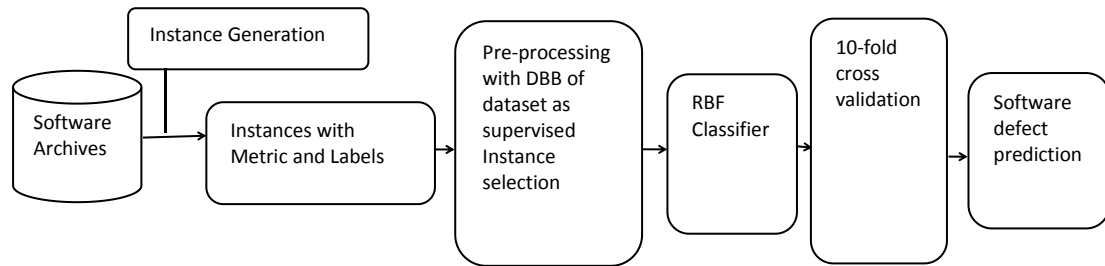 Instance Generation
Software
Archives
Instances with
Metric and Labels
Pre-processing
with DBB of
dataset as
supervised
Instance
selection
RBF
Classifier
10-fold
cross
validation
Software
defect
prediction